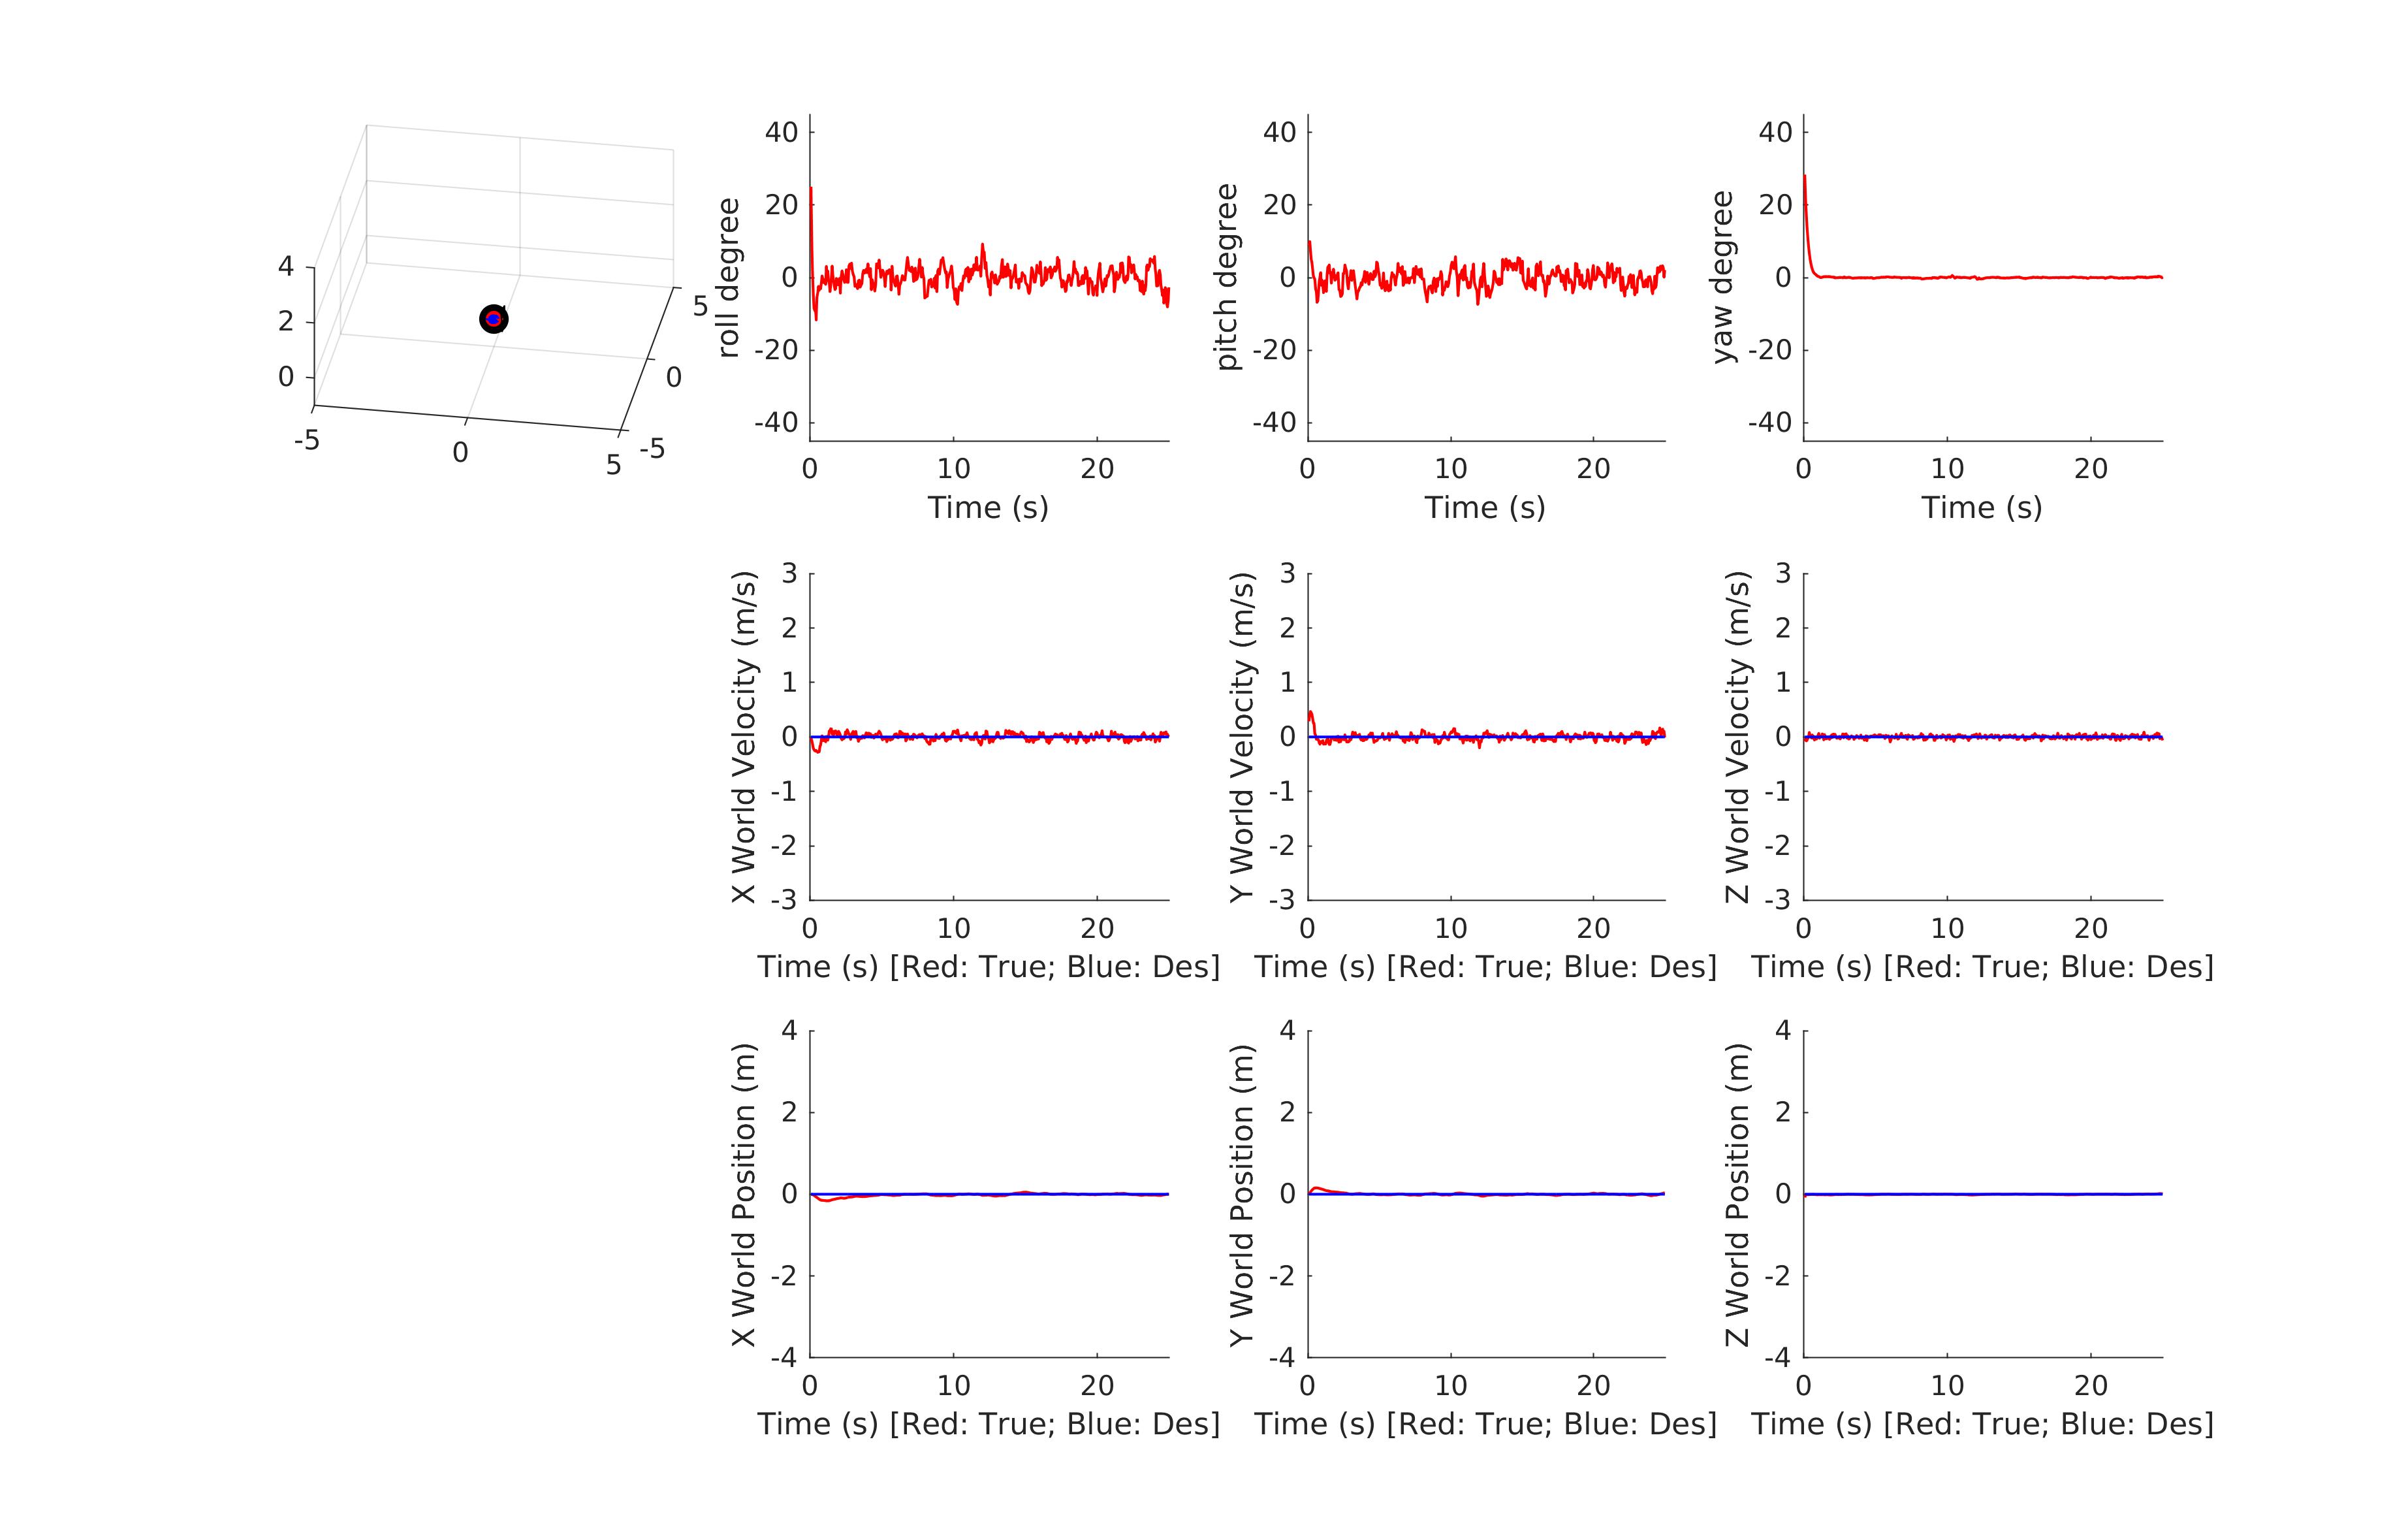 4
2
0
-5
0
5
-5
0
5
roll degree
40
20
0
-20
-40
0 10 20
Time (s)
pitch degree
40
20
0
-20
-40
0 10 20
Time (s)
yaw degree
40
20
0
-20
-40
0 10 20
Time (s)
X World Velocity (m/s)
3
2
1
0
-1
-2
-3
0 10 20
Time (s) [Red: True; Blue: Des]
Y World Velocity (m/s)
3
2
1
0
-1
-2
-3
0 10 20
Time (s) [Red: True; Blue: Des]
Z World Velocity (m/s)
3
2
1
0
-1
-2
-3
0 10 20
Time (s) [Red: True; Blue: Des]
X World Position (m)
4
2
0
-2
-4
0 10 20
Time (s) [Red: True; Blue: Des]
Y World Position (m)
4
2
0
-2
-4
0 10 20
Time (s) [Red: True; Blue: Des]
Z World Position (m)
4
2
0
-2
-4
0 10 20
Time (s) [Red: True; Blue: Des]